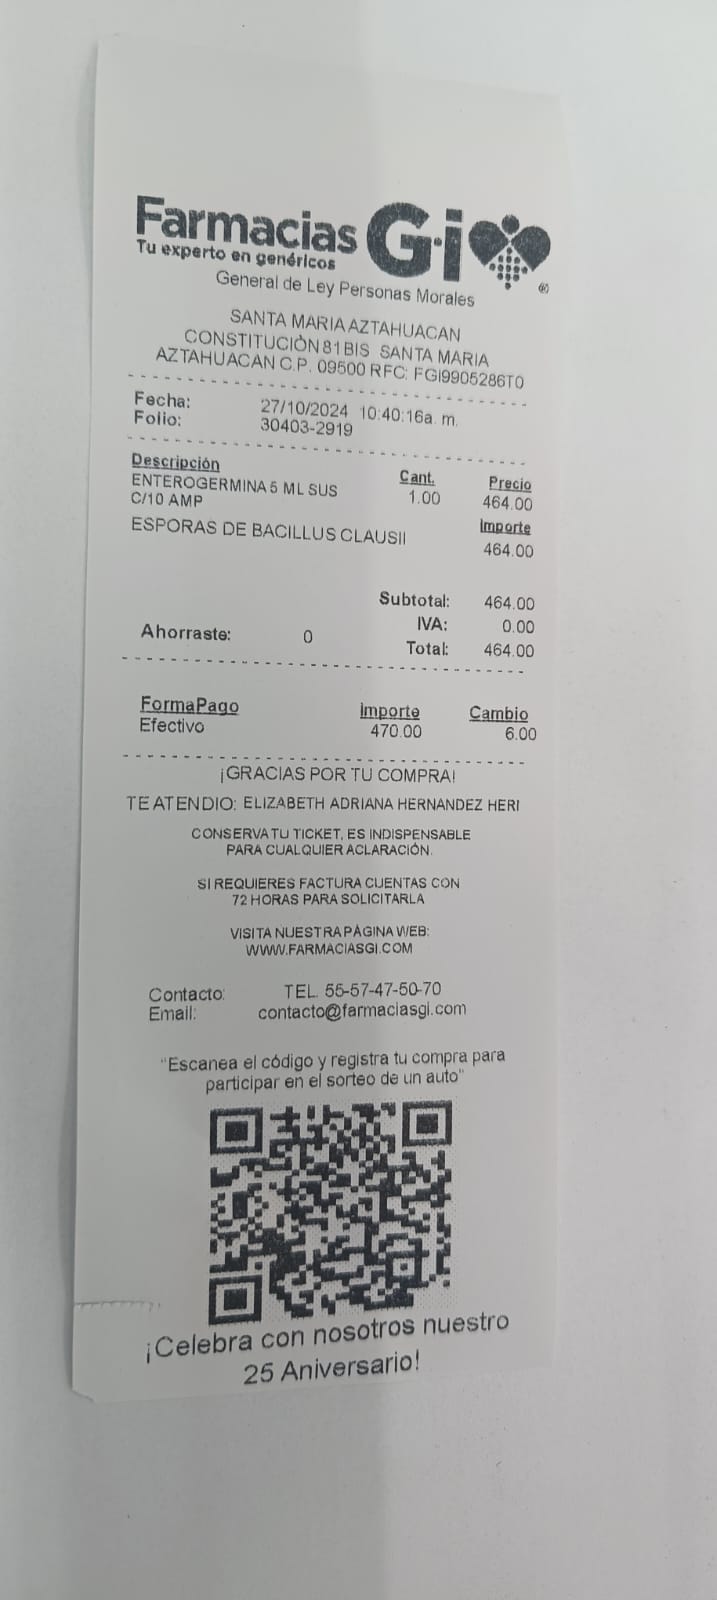 Farmacias Gi
Tu experto en genéricos
®
General de Ley Personas Morales
SANTA MARIA AZTAHUACAN
CONSTITUCIÓN 81 BIS SANTA MARIA
AZTAHUACAN C.P. 09500 RFC: FGI9905286T0
Fecha: 27/10/2024 10:40:16a. m.
Folio: 30403-2919
Descripción Cant. Precio
ENTEROGERMINA 5 ML SUS 1.00 464.00
C/10 AMP
Importe
ESPORAS DE BACILLUS CLAUSII 464.00
Subtotal: 464.00
IVA: 0.00
Ahorraste: 0 Total: 464.00
FormaPago Importe Cambio
Efectivo 470.00 6.00
¡GRACIAS POR TU COMPRA!
TE ATENDIO: ELIZABETH ADRIANA HERNANDEZ HERI
CONSERVA TU TICKET, ES INDISPENSABLE
PARA CUALQUIER ACLARACIÓN.
SI REQUIERES FACTURA CUENTAS CON
72 HORAS PARA SOLICITARLA
VISITA NUESTRA PÁGINA WEB:
WWW.FARMACIASGI.COM
Contacto: TEL. 55-57-47-50-70
Email: contacto@farmaciasgi.com
"Escanea el código y registra tu compra para
participar en el sorteo de un auto"
¡Celebra con nosotros nuestro
25 Aniversario!